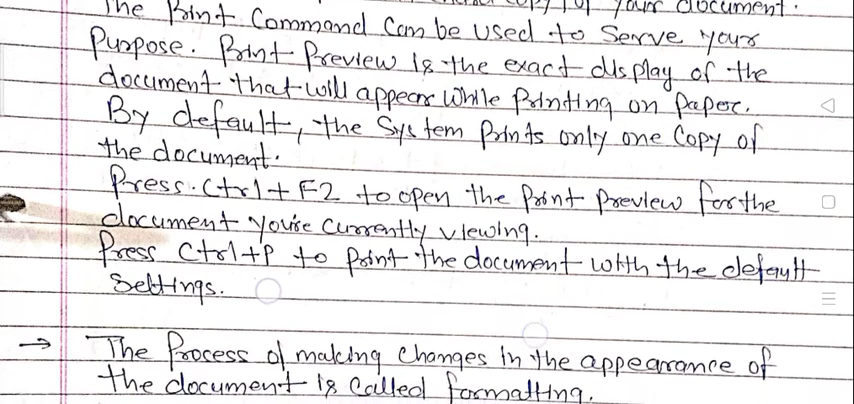 your document.
The Print Command Can be used to Serve your
Purpose. Print Preview is the exact display of the
document that will appear While Printing on Paper.
By default, the System prints only one Copy of
the document.
Press. Ctrl + F2 to open the Print Preview for the
document you're Currently viewing.
Press Ctrl+P to Print the document with the default
Settings.
→ The Process of making Changes in the appearance of
the document is Called formatting.